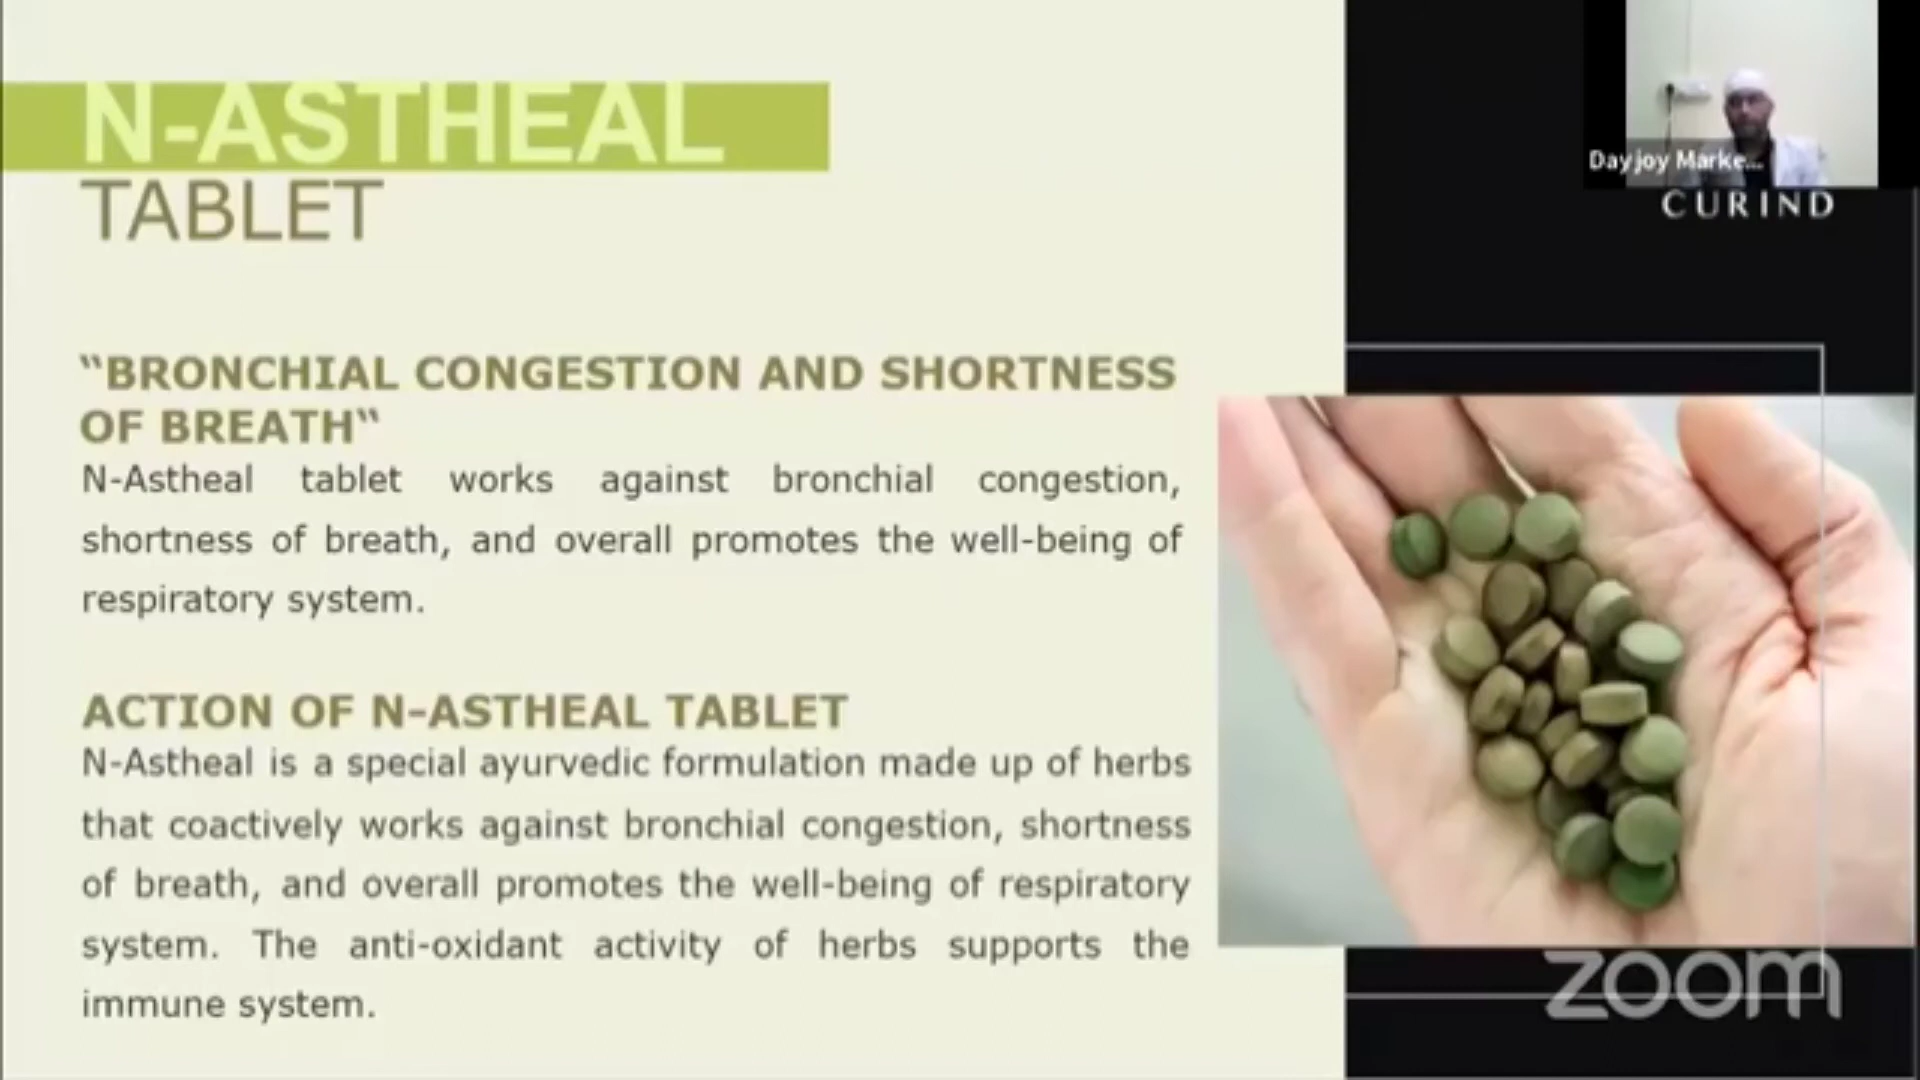 N-ASTHEAL
TABLET
"BRONCHIAL CONGESTION AND SHORTNESS
OF BREATH“
N-Astheal tablet works against bronchial congestion,
shortness of breath, and overall promotes the well-being of
respiratory system.
ACTION OF N-ASTHEAL TABLET
N-Astheal is a special ayurvedic formulation made up of herbs
that coactively works against bronchial congestion, shortness
of breath, and overall promotes the well-being of respiratory
system. The anti-oxidant activity of herbs supports the
immune system.
Dayjoy Marke...
CURIND
zoom